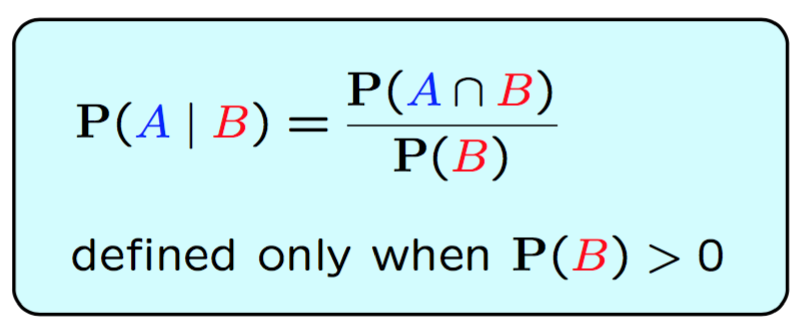 P(A | B) = P(A ∩ B) / P(B)
defined only when P(B) > 0